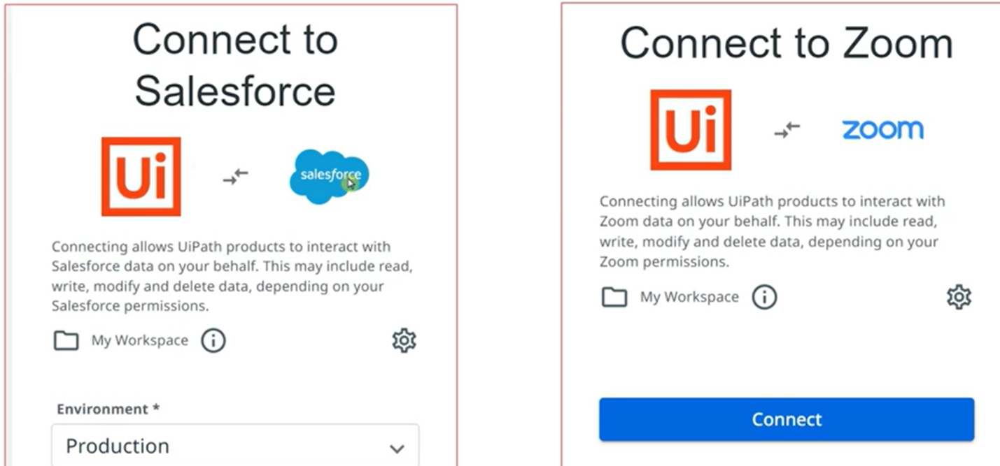 Connect to
Salesforce
Ui
salesforce
Connecting allows UiPath products to interact with
Salesforce data on your behalf. This may include read,
write, modify and delete data, depending on your
Salesforce permissions.
My Workspace
Environment *
Production
Connect to Zoom
Ui
zoom
Connecting allows UiPath products to interact with
Zoom data on your behalf. This may include read,
write, modify and delete data, depending on your
Zoom permissions.
My Workspace
Connect